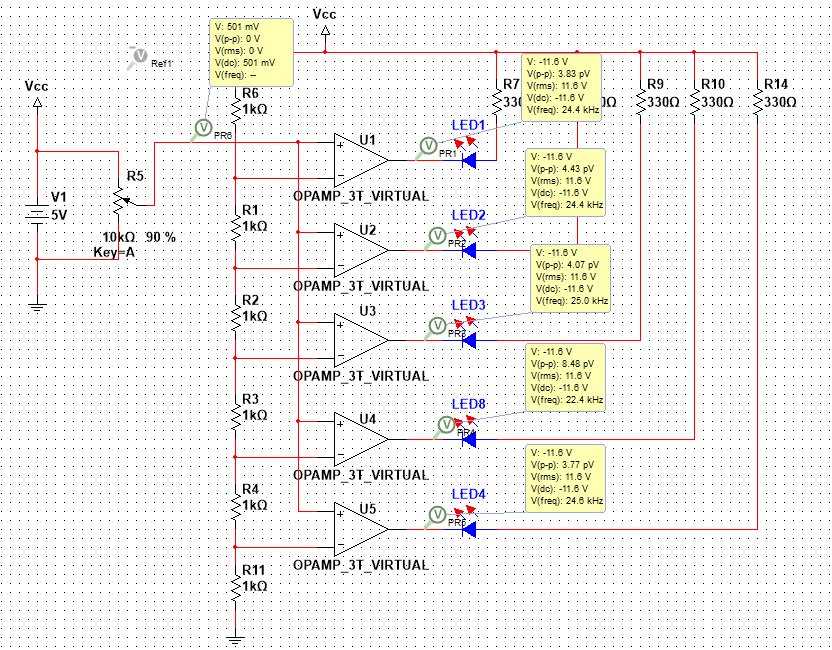 Vcc
V: 501 mV
V(p-p): 0 V
V(rms): 0 V
V(dc): 501 mV
V(freq): --
Ref1
Vcc
R6
1kΩ
PR6
R7
330
V: -11.6 V
V(p-p): 3.83 pV
V(rms): 11.6 V
V(dc): -11.6 V
V(freq): 24.4 kHz
Ω
R9
330Ω
R10
330Ω
R14
330Ω
LED1
U1
+
−
PR1
OPAMP_3T_VIRTUAL
V: -11.6 V
V(p-p): 4.43 pV
V(rms): 11.6 V
V(dc): -11.6 V
V(freq): 24.4 kHz
R5
10kΩ
90 %
Key=A
V1
5V
R1
1kΩ
LED2
U2
+
−
PR2
OPAMP_3T_VIRTUAL
V: -11.6 V
V(p-p): 4.07 pV
V(rms): 11.6 V
V(dc): -11.6 V
V(freq): 25.0 kHz
R2
1kΩ
LED3
U3
+
−
PR3
OPAMP_3T_VIRTUAL
V: -11.6 V
V(p-p): 8.48 pV
V(rms): 11.6 V
V(dc): -11.6 V
V(freq): 22.4 kHz
R3
1kΩ
LED8
U4
+
−
PR4
OPAMP_3T_VIRTUAL
V: -11.6 V
V(p-p): 3.77 pV
V(rms): 11.6 V
V(dc): -11.6 V
V(freq): 24.6 kHz
R4
1kΩ
LED4
U5
+
−
OPAMP_3T_VIRTUAL
R11
1kΩ